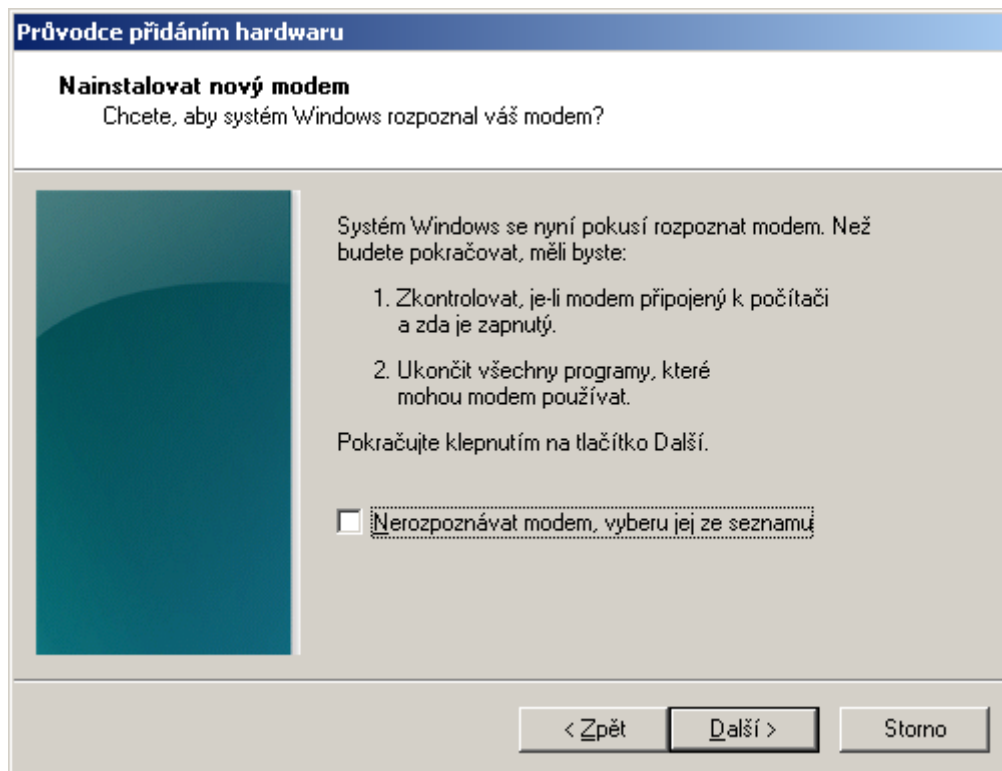 Průvodce přidáním hardwaru
Nainstalovat nový modem
Chcete, aby systém Windows rozpoznal váš modem?
Systém Windows se nyní pokusí rozpoznat modem. Než
budete pokračovat, měli byste:
1. Zkontrolovat, je-li modem připojený k počítači
a zda je zapnutý.
2. Ukončit všechny programy, které
mohou modem používat.
Pokračujte klepnutím na tlačítko Další.
Nerozpoznávat modem, vyberu jej ze seznamu
< Zpět
Další >
Storno